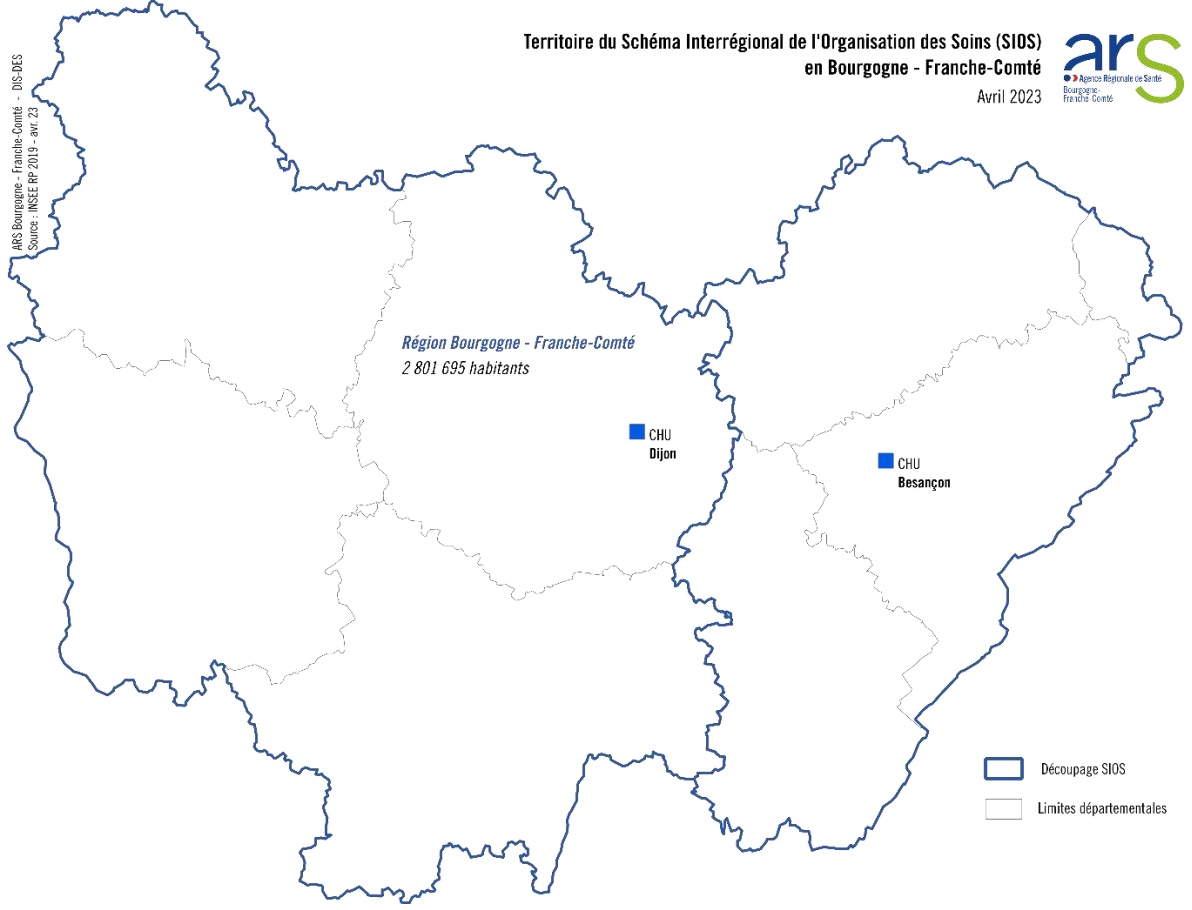 Territoire du Schéma Interrégional de l'Organisation des Soins (SIOS)
en Bourgogne - Franche-Comté
Avril 2023
ars
Agence Régionale de Santé
Bourgogne-
Franche-Comté
ARS Bourgogne - Franche-Comté - DIS-DES
Source : INSEE RP 2019 - avr. 23
Région Bourgogne - Franche-Comté
2 801 695 habitants
CHU
Dijon
CHU
Besançon
Découpage SIOS
Limites départementales